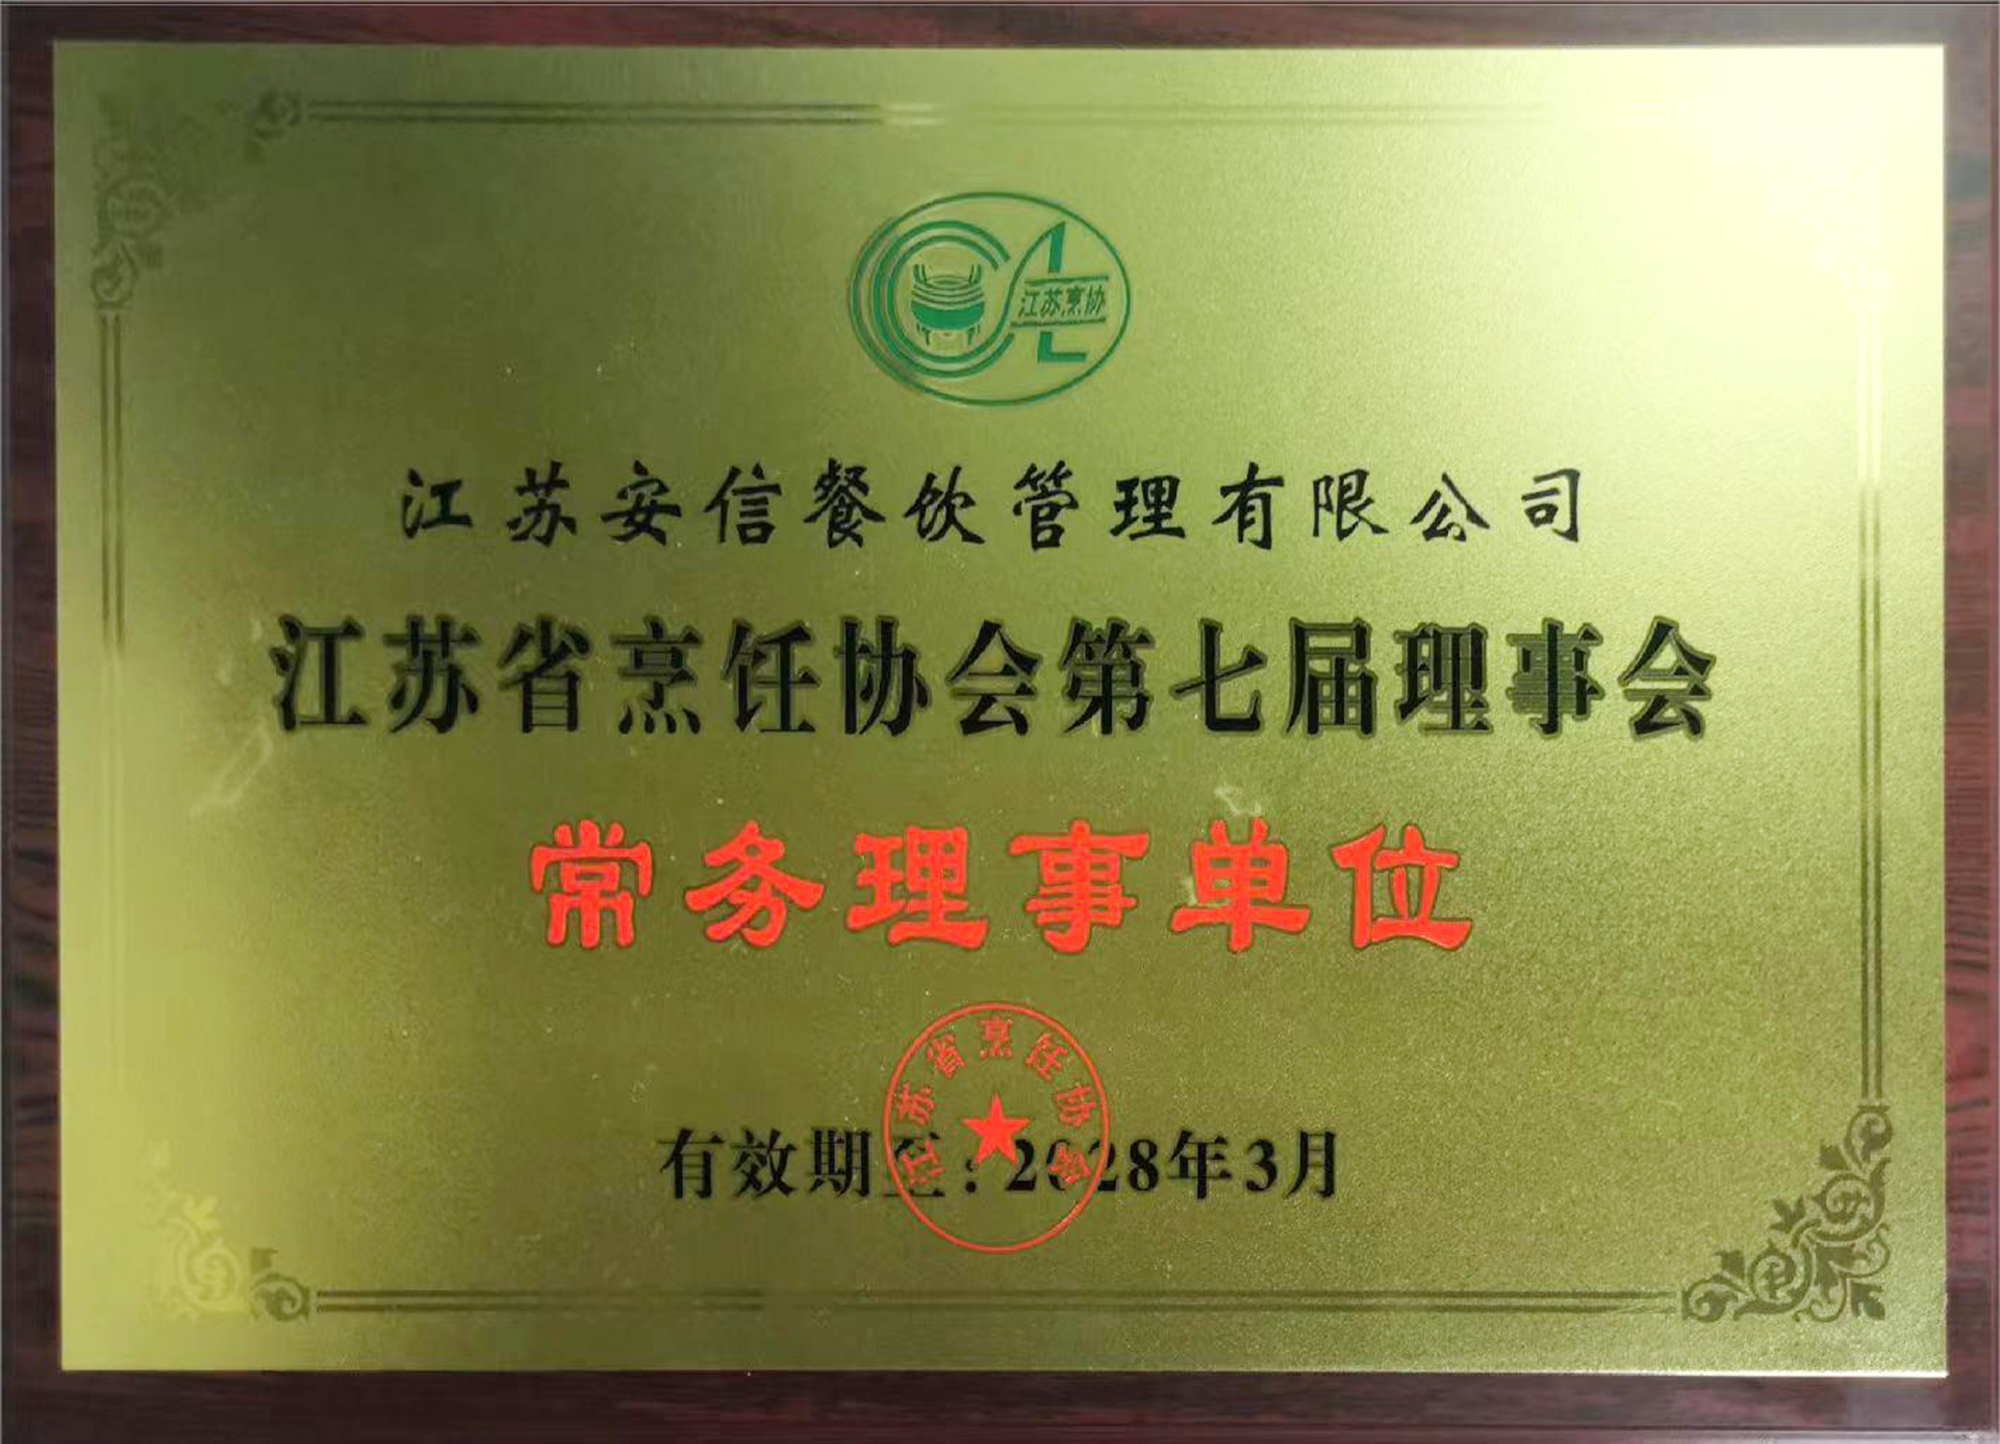 江苏烹协
江苏安信餐饮管理有限公司
江苏省烹饪协会第七届理事会
常务理事单位
江苏省烹饪协会
有效期至：2028年3月